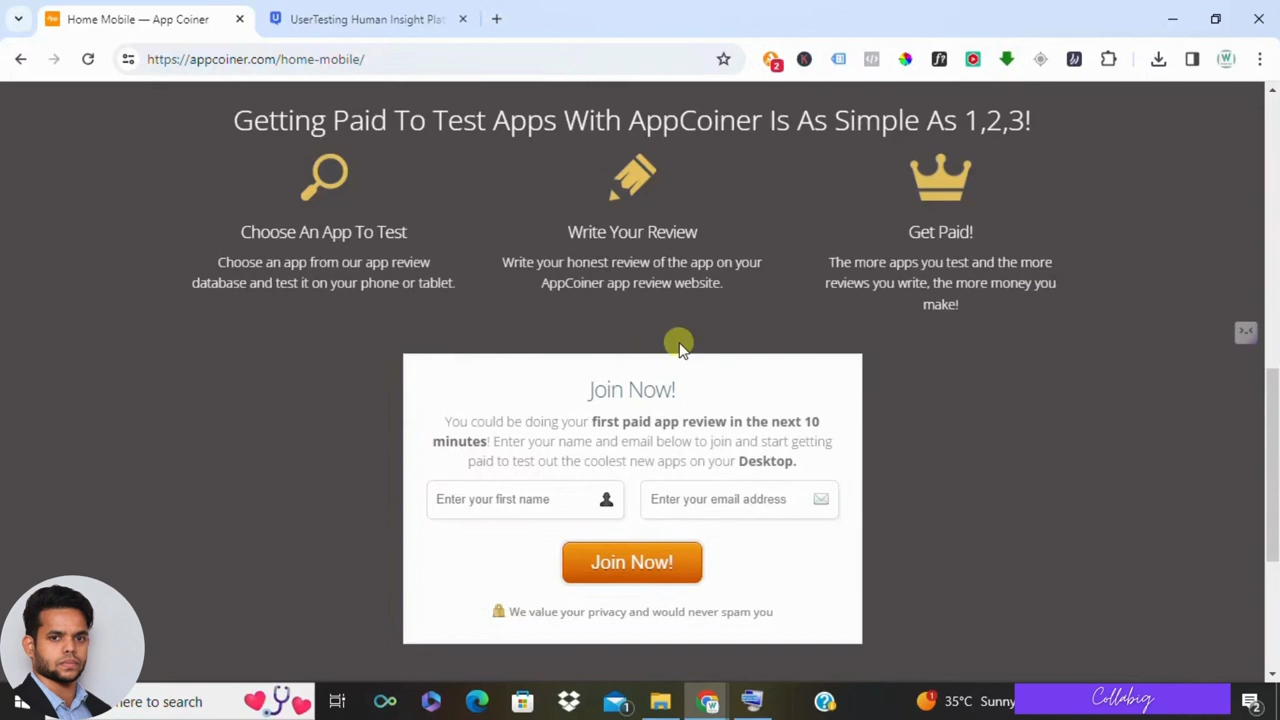 Home Mobile — App Coiner
UserTesting Human Insight Plat
https://appcoiner.com/home-mobile/
2
Getting Paid To Test Apps With AppCoiner Is As Simple As 1,2,3!
Choose An App To Test
Choose an app from our app review
database and test it on your phone or tablet.
Write Your Review
Write your honest review of the app on your
AppCoiner app review website.
Get Paid!
The more apps you test and the more
reviews you write, the more money you
make!
Join Now!
You could be doing your first paid app review in the next 10
minutes! Enter your name and email below to join and start getting
paid to test out the coolest new apps on your Desktop.
Enter your first name
Enter your email address
Join Now!
We value your privacy and would never spam you
here to search
1
1
35°C Sunny
Collabig
2